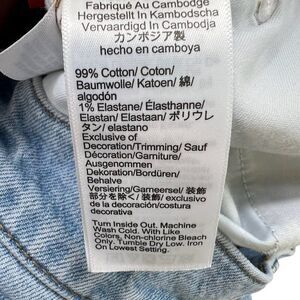 Fabriqué Au Cambodge
Hergestellt In Kambodscha
Vervaardigd In Cambodja
カンボジア製
hecho en camboya
99% Cotton/ Coton/
Baumwolle/ Katoen/ 綿/
algodón
1% Elastane/ Élasthanne/
Elastan/ Elastaan/ ポリウレ
タン/ elastano
Exclusive of
Decoration/Trimming/ Sauf
Décoration/Garniture/
Ausgenommen
Dekoration/Bordüren/
Behalve
Versiering/Garneersel/ 装飾
部分を除く/ 装飾/ exclusivo
de la decoración/costura
decorativa
Turn Inside Out. Machine
Wash Cold. With Like
Colors. Non-chlorine Bleach
Only. Tumble Dry Low. Iron
On Lowest Setting.